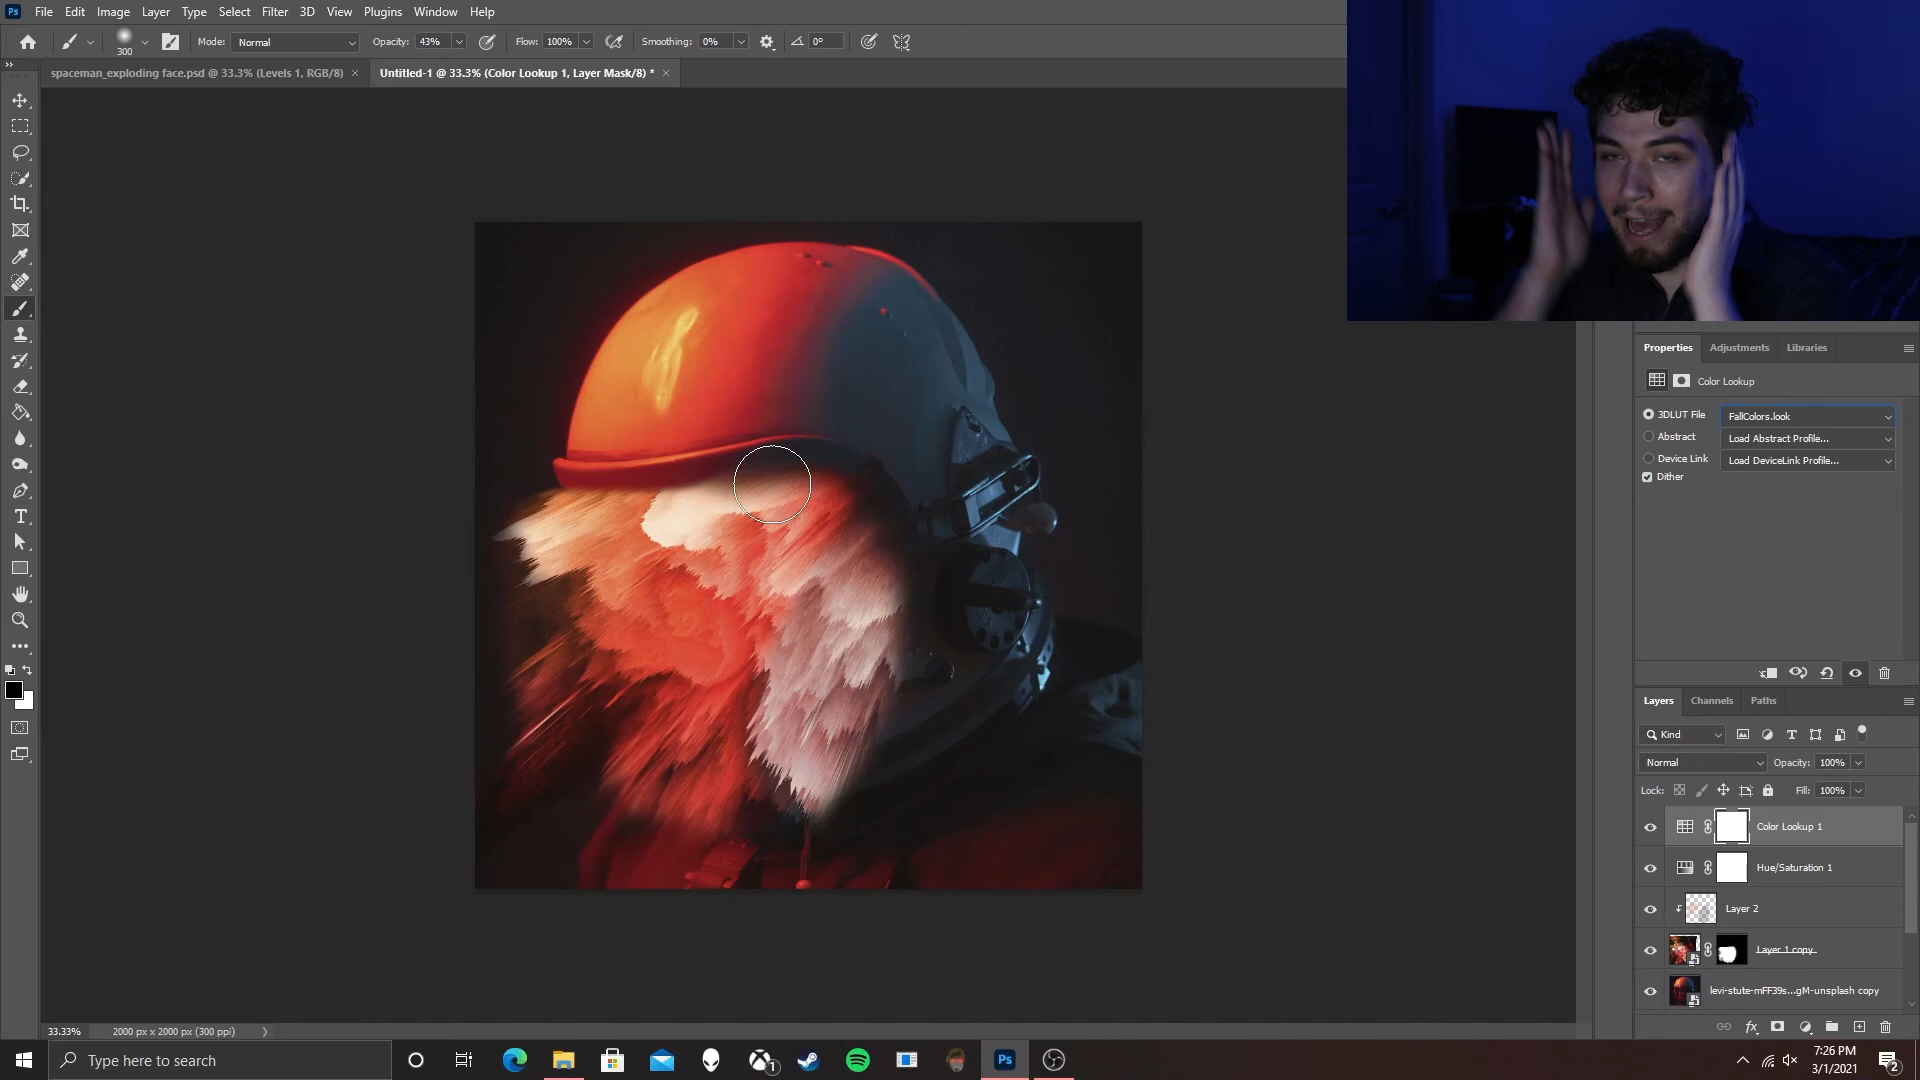 Ps File Edit Image Layer Type Select Filter 3D View Plugins Window Help
300 Mode: Normal Opacity: 43% Flow: 100% Smoothing: 0% 0°
spaceman_exploding face.psd @ 33.3% (Levels 1, RGB/8) × Untitled-1 @ 33.3% (Color Lookup 1, Layer Mask/8) * ×
Properties Adjustments Libraries
Color Lookup
3DLUT File FallColors.look
Abstract Load Abstract Profile...
Device Link Load DeviceLink Profile...
Dither
Layers Channels Paths
Kind
Normal Opacity: 100%
Lock: Fill: 100%
Color Lookup 1
Hue/Saturation 1
Layer 2
Layer 1 copy
levi-stute-mFF39s...gM-unsplash copy
33.33% 2000 px x 2000 px (300 ppi)
Type here to search
1
Ps
7:26 PM
3/1/2021
2